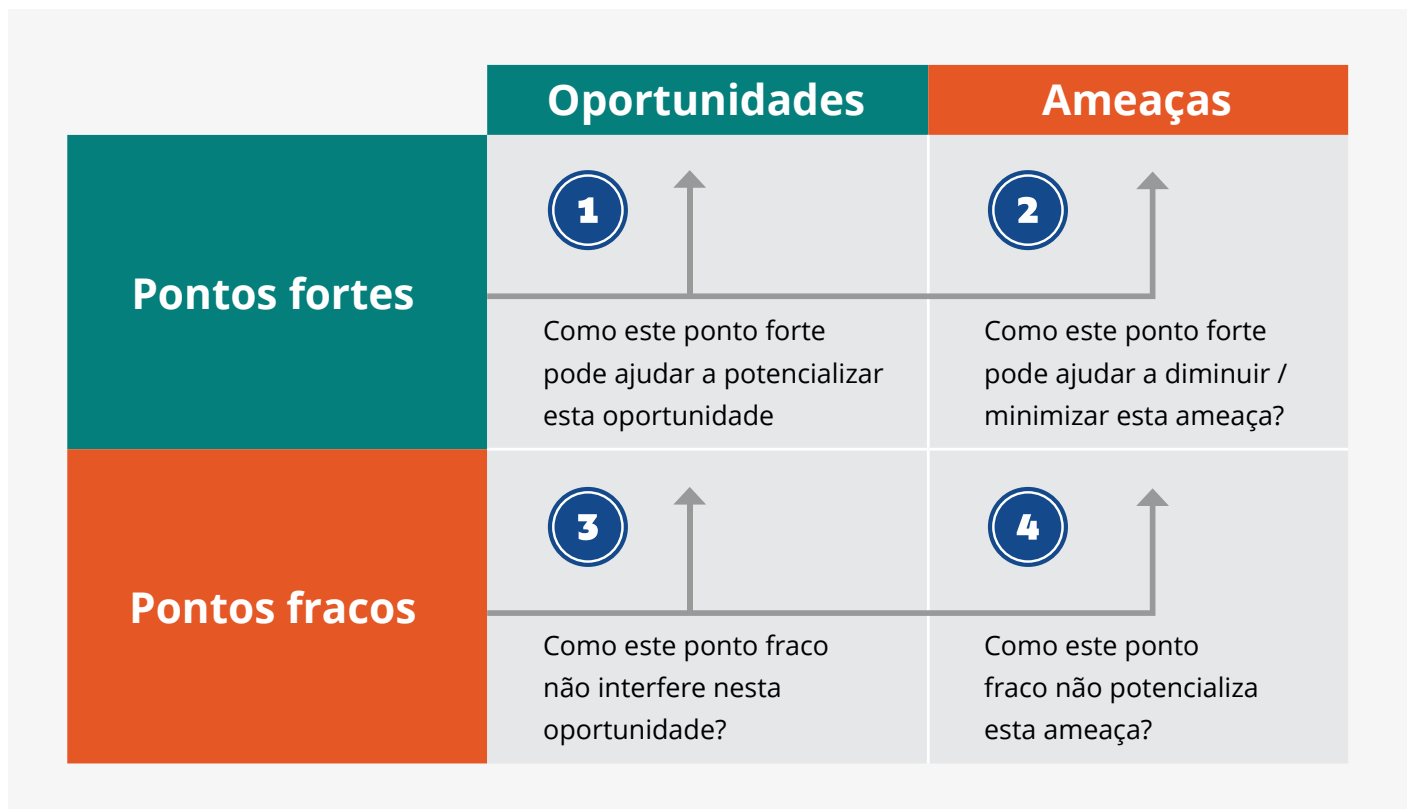 Oportunidades
Ameaças
Pontos fortes
1
Como este ponto forte
pode ajudar a potencializar
esta oportunidade
2
Como este ponto forte
pode ajudar a diminuir /
minimizar esta ameaça?
Pontos fracos
3
Como este ponto fraco
não interfere nesta
oportunidade?
4
Como este ponto
fraco não potencializa
esta ameaça?